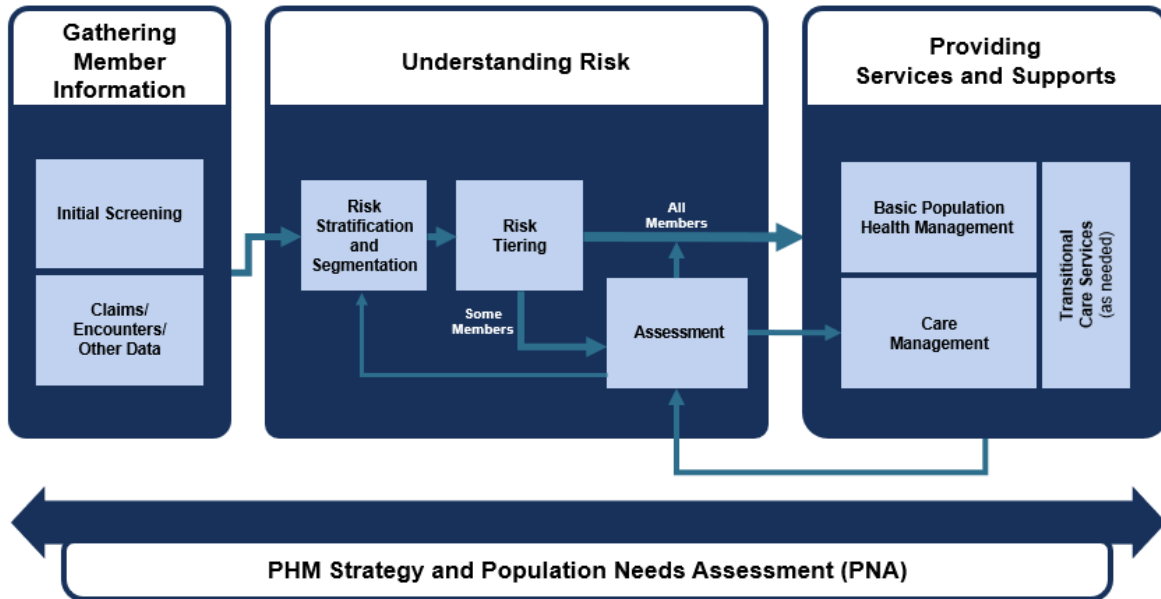 Gathering
Member
Information
Understanding Risk
Providing
Services and Supports
Initial Screening
Claims/
Encounters/
Other Data
Risk
Stratification
and
Segmentation
Risk
Tiering
All
Members
Some
Members
Assessment
Basic Population
Health Management
Care
Management
Transitional
Care Services
(as needed)
PHM Strategy and Population Needs Assessment (PNA)